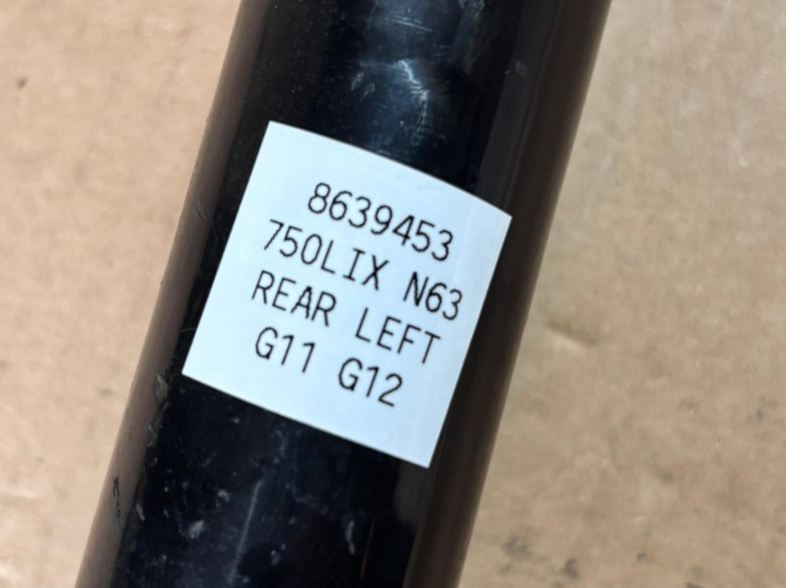 8639453
750LIX N63
REAR LEFT
G11 G12